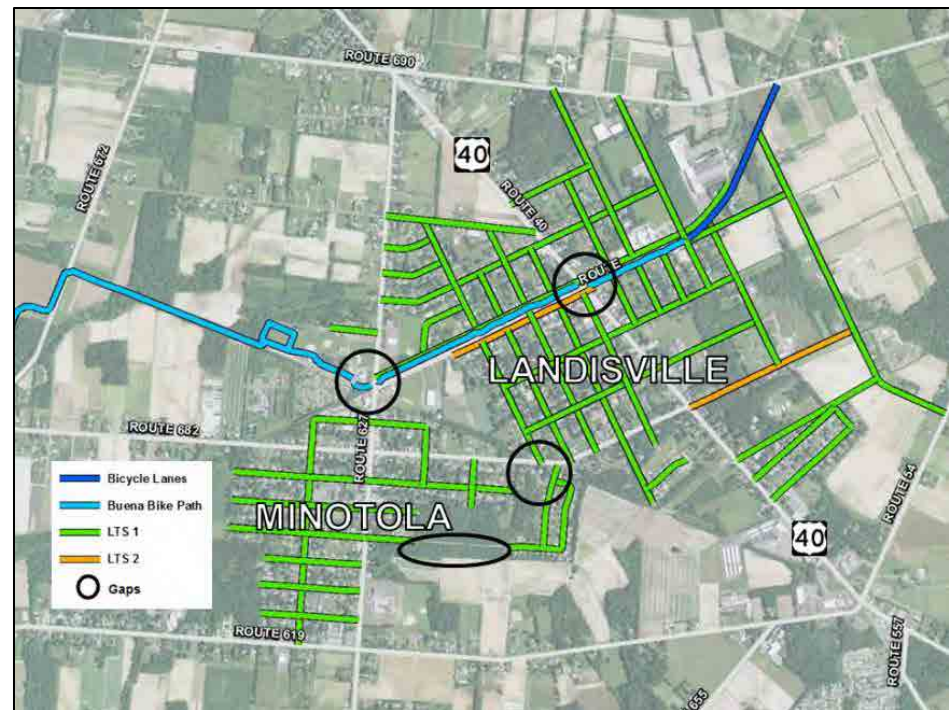 ROUTE 690
ROUTE 672
40
ROUTE 40
ROUTE
LANDISVILLE
ROUTE 682
ROUTE 627
Bicycle Lanes
Buena Bike Path
LTS 1
LTS 2
Gaps
MINOTOLA
40
ROUTE 54
ROUTE 619
ROUTE 557